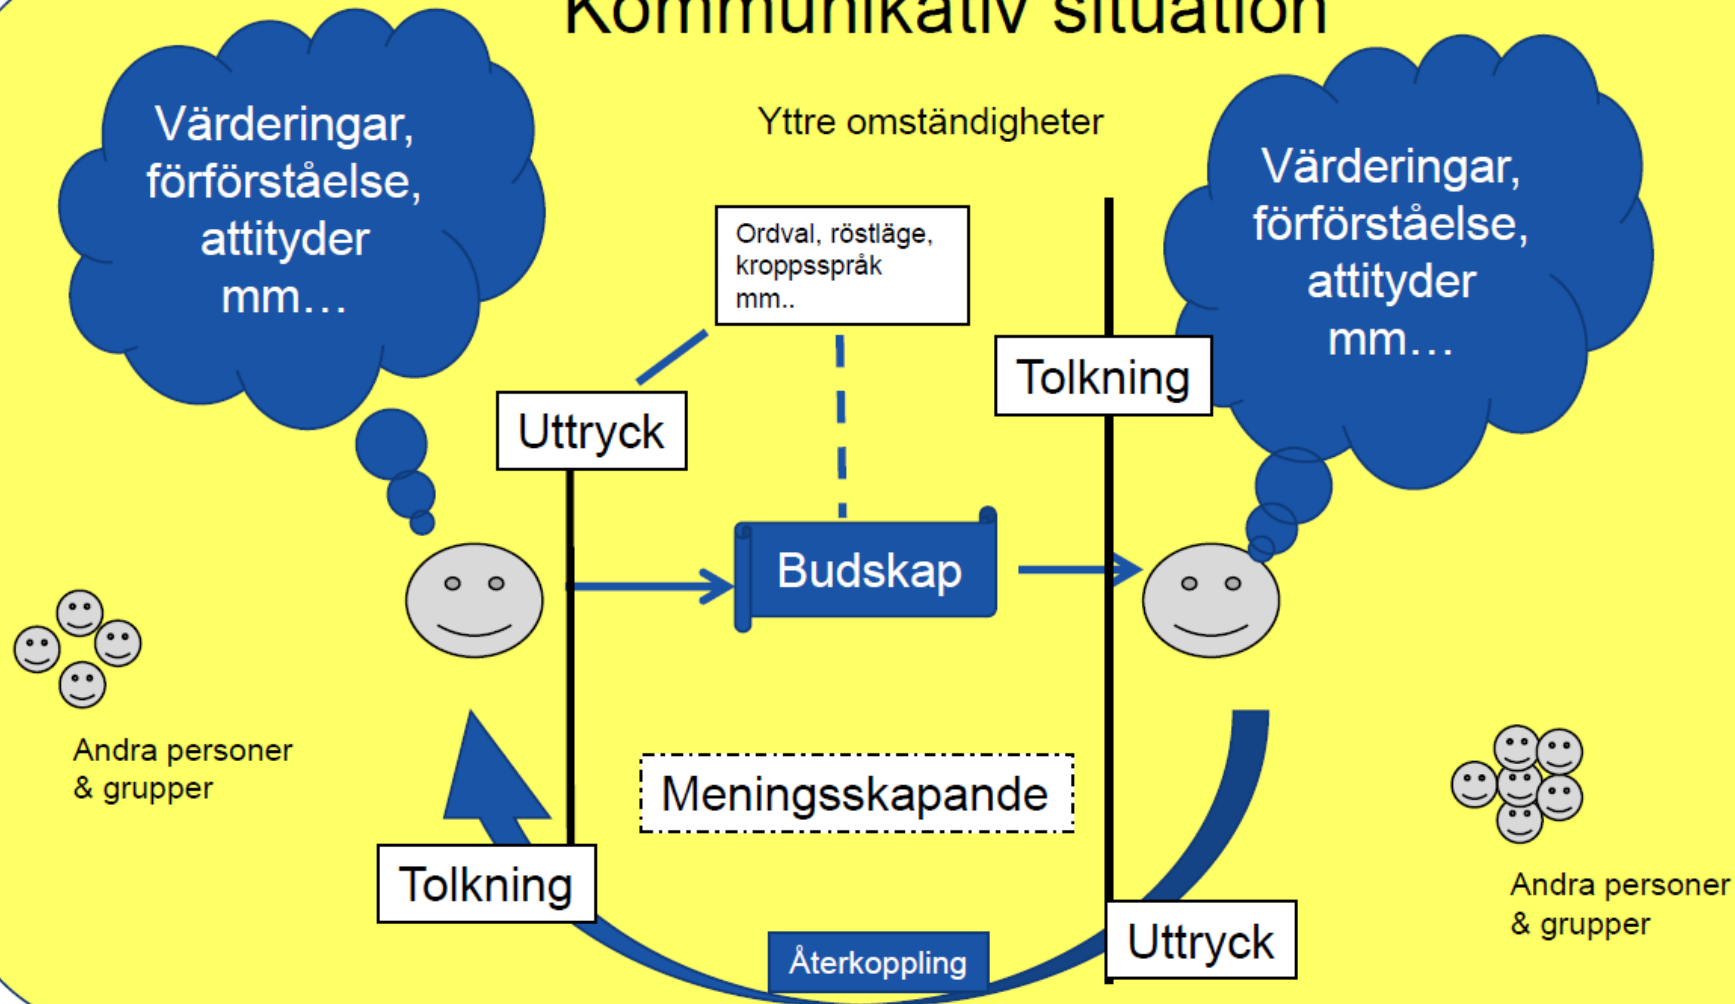 Kommunikativ situation
Yttre omständigheter
Värderingar,
förförståelse,
attityder
mm…
Ordval, röstläge,
kroppsspråk
mm..
Värderingar,
förförståelse,
attityder
mm…
Uttryck
Tolkning
Budskap
Andra personer
& grupper
Meningsskapande
Tolkning
Återkoppling
Uttryck
Andra personer
& grupper